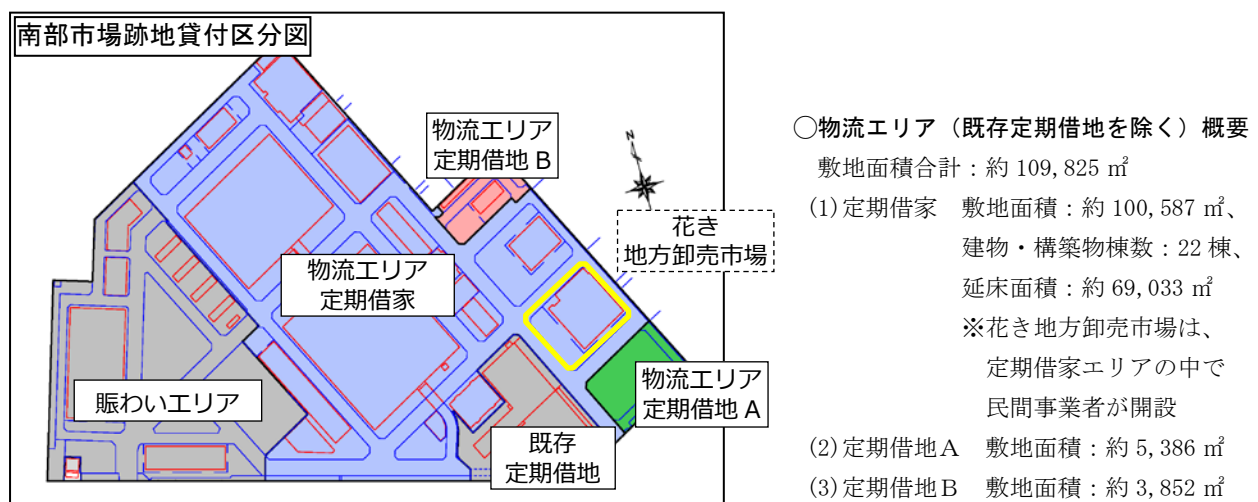 南部市場跡地貸付区分図
物流エリア
定期借地 B
N
花き
地方卸売市場
物流エリア
定期借家
物流エリア
定期借地 A
賑わいエリア
既存
定期借地
○物流エリア（既存定期借地を除く）概要
敷地面積合計：約 109,825 ㎡
(1)定期借家　敷地面積：約 100,587 ㎡、
建物・構築物棟数：22 棟、
延床面積：約 69,033 ㎡
※花き地方卸売市場は、
定期借家エリアの中で
民間事業者が開設
(2)定期借地Ａ　敷地面積：約 5,386 ㎡
(3)定期借地Ｂ　敷地面積：約 3,852 ㎡